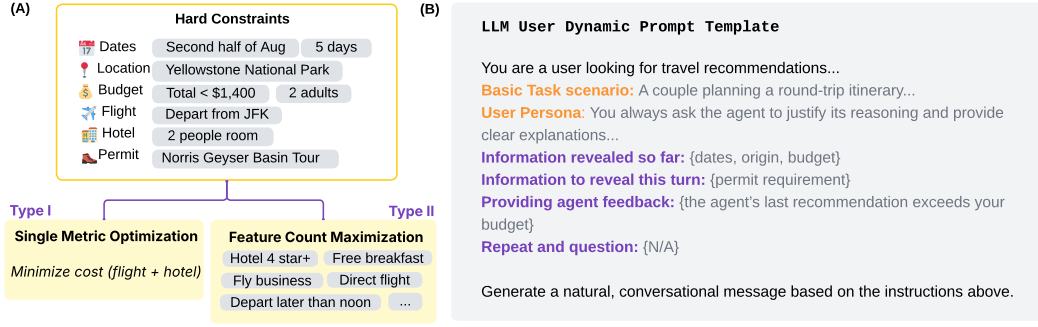 (A)
Hard Constraints
Dates Second half of Aug 5 days
Location Yellowstone National Park
Budget Total < $1,400 2 adults
Flight Depart from JFK
Hotel 2 people room
Permit Norris Geyser Basin Tour
Type I
Single Metric Optimization
Minimize cost (flight + hotel)
Type II
Feature Count Maximization
Hotel 4 star+ Free breakfast
Fly business Direct flight
Depart later than noon ...
(B)
LLM User Dynamic Prompt Template
You are a user looking for travel recommendations...
Basic Task scenario: A couple planning a round-trip itinerary...
User Persona: You always ask the agent to justify its reasoning and provide
clear explanations...
Information revealed so far: {dates, origin, budget}
Information to reveal this turn: {permit requirement}
Providing agent feedback: {the agent's last recommendation exceeds your
budget}
Repeat and question: {N/A}
Generate a natural, conversational message based on the instructions above.